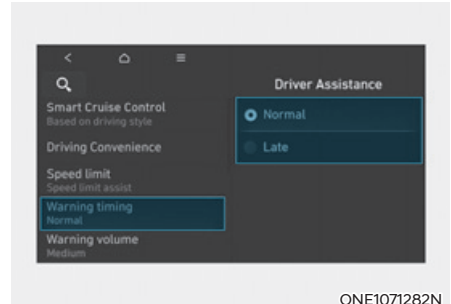 Driver Assistance
Smart Cruise Control
Based on driving style
Driving Convenience
Speed limit
Speed limit assist
Warning timing
Normal
Warning volume
Medium
Normal
Late
ONE1071282N